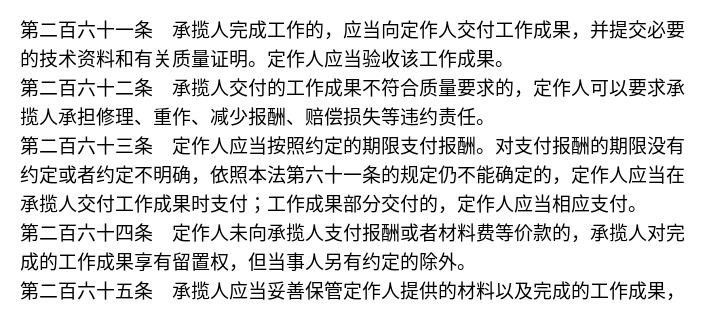 第二百六十一条　承揽人完成工作的，应当向定作人交付工作成果，并提交必要
的技术资料和有关质量证明。定作人应当验收该工作成果。
第二百六十二条　承揽人交付的工作成果不符合质量要求的，定作人可以要求承
揽人承担修理、重作、减少报酬、赔偿损失等违约责任。
第二百六十三条　定作人应当按照约定的期限支付报酬。对支付报酬的期限没有
约定或者约定不明确，依照本法第六十一条的规定仍不能确定的，定作人应当在
承揽人交付工作成果时支付；工作成果部分交付的，定作人应当相应支付。
第二百六十四条　定作人未向承揽人支付报酬或者材料费等价款的，承揽人对完
成的工作成果享有留置权，但当事人另有约定的除外。
第二百六十五条　承揽人应当妥善保管定作人提供的材料以及完成的工作成果，